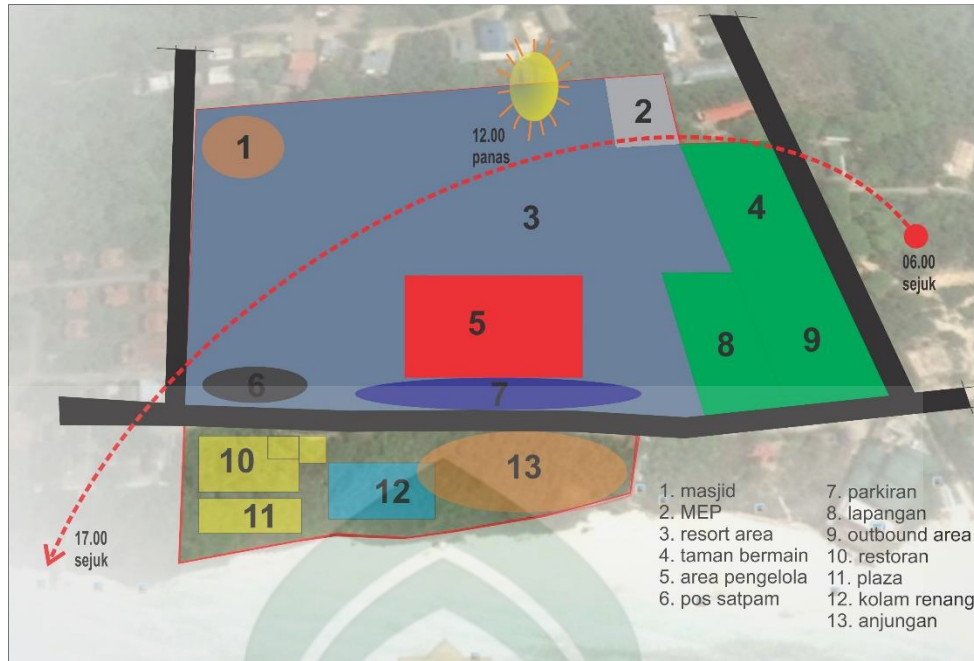 1
2
12.00
panas
3
4
06.00
sejuk
5
6
7
8
9
10
11
12
13
17.00
sejuk
1. masjid
2. MEP
3. resort area
4. taman bermain
5. area pengelola
6. pos satpam
7. parkiran
8. lapangan
9. outbound area
10. restoran
11. plaza
12. kolam renang
13. anjungan